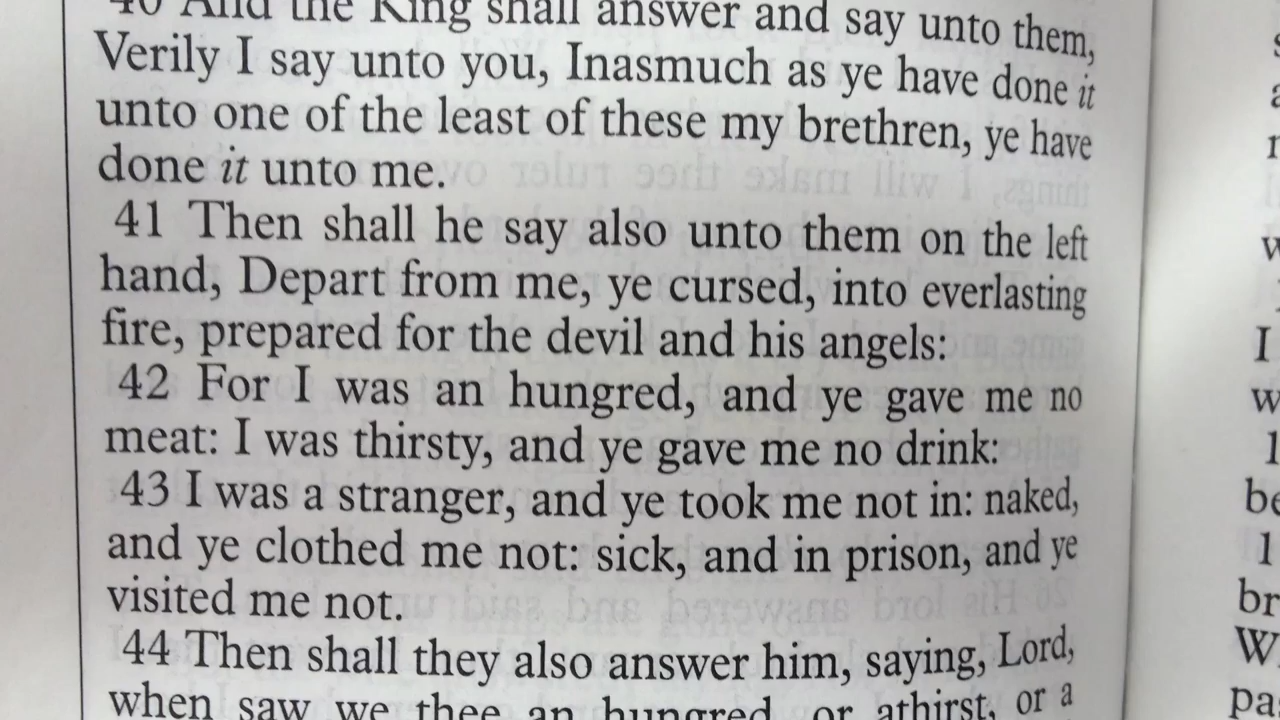 40 And the King shall answer and say unto them,
Verily I say unto you, Inasmuch as ye have done it
unto one of the least of these my brethren, ye have
done it unto me.
41 Then shall he say also unto them on the left
hand, Depart from me, ye cursed, into everlasting
fire, prepared for the devil and his angels:
42 For I was an hungred, and ye gave me no
meat: I was thirsty, and ye gave me no drink:
43 I was a stranger, and ye took me not in: naked,
and ye clothed me not: sick, and in prison, and ye
visited me not.
44 Then shall they also answer him, saying, Lord,
when saw we thee an hungred, or athirst, or a